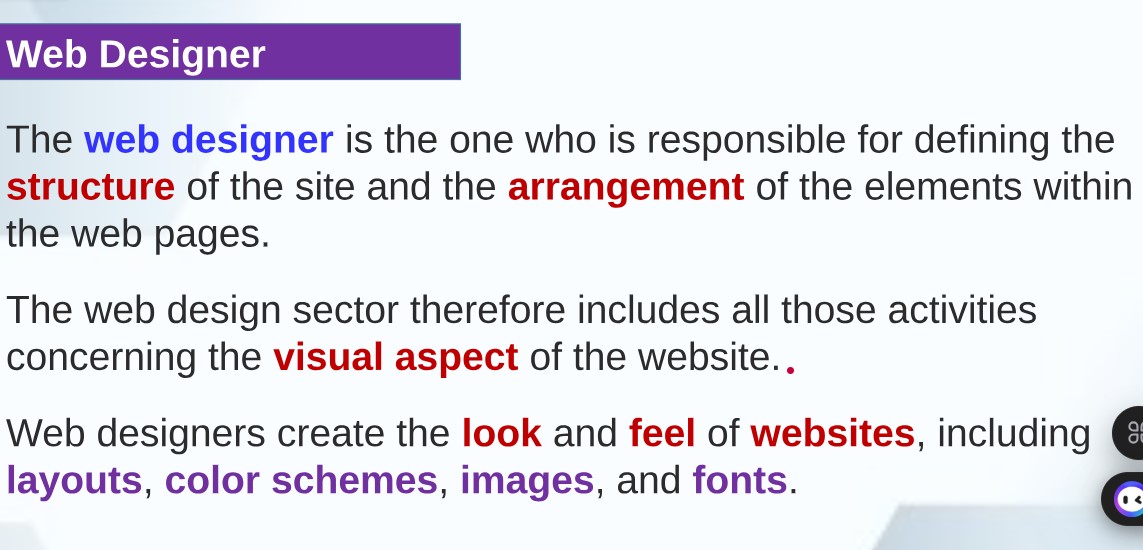 Web Designer
The web designer is the one who is responsible for defining the
structure of the site and the arrangement of the elements within
the web pages.
The web design sector therefore includes all those activities
concerning the visual aspect of the website..
Web designers create the look and feel of websites, including
layouts, color schemes, images, and fonts.